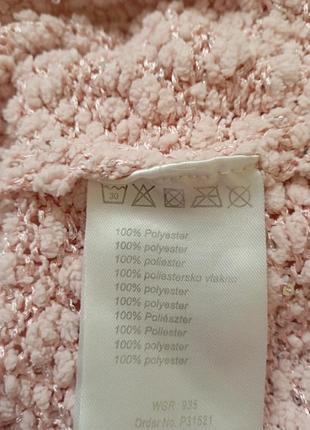 30
100% Polyester
100% Polyester
100% poliester
100% poliestersko vlakno
100% polyester
100% polyester
100% Poliészter
100% Poliester
100% polyester
100% polyester
WGR 935
Order No. P31521